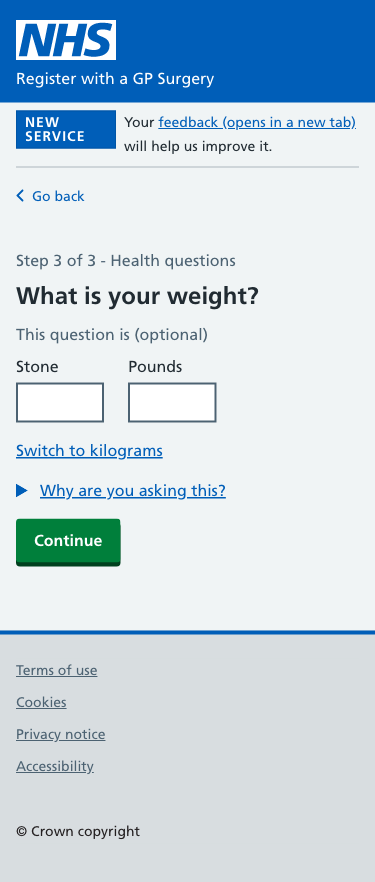 NHS
Register with a GP Surgery
NEW
SERVICE
Your feedback (opens in a new tab)
will help us improve it.
Go back
Step 3 of 3 - Health questions
What is your weight?
This question is (optional)
Stone
Pounds
Switch to kilograms
Why are you asking this?
Continue
Terms of use
Cookies
Privacy notice
Accessibility
© Crown copyright